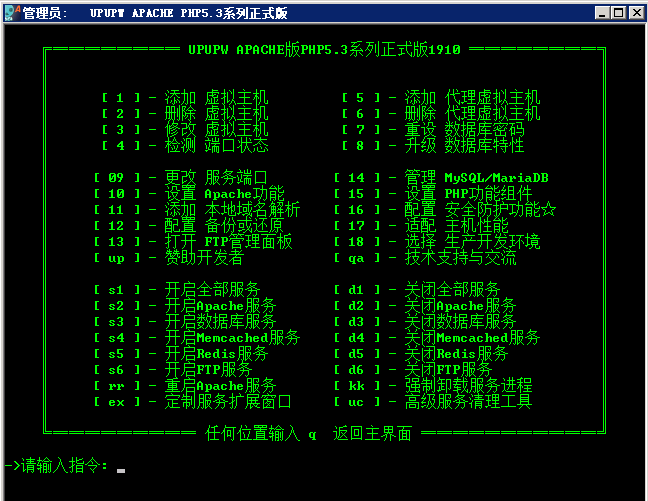 管理员: UPUPW APACHE PHP5.3系列正式版
UPUPW APACHE版PHP5.3系列正式版1910
[ 1 ] - 添加 虚拟主机 [ 5 ] - 添加 代理虚拟主机
[ 2 ] - 删除 虚拟主机 [ 6 ] - 删除 代理虚拟主机
[ 3 ] - 修改 虚拟主机 [ 7 ] - 重设 数据库密码
[ 4 ] - 检测 端口状态 [ 8 ] - 升级 数据库特性
[ 09 ] - 更改 服务端口 [ 14 ] - 管理 MySQL/MariaDB
[ 10 ] - 设置 Apache功能 [ 15 ] - 设置 PHP功能组件
[ 11 ] - 添加 本地域名解析 [ 16 ] - 配置 安全防护功能☆
[ 12 ] - 配置 备份或还原 [ 17 ] - 适配 主机性能
[ 13 ] - 打开 FTP管理面板 [ 18 ] - 选择 生产开发环境
[ up ] - 赞助开发者 [ qa ] - 技术支持与交流
[ s1 ] - 开启全部服务 [ d1 ] - 关闭全部服务
[ s2 ] - 开启Apache服务 [ d2 ] - 关闭Apache服务
[ s3 ] - 开启数据库服务 [ d3 ] - 关闭数据库服务
[ s4 ] - 开启Memcached服务 [ d4 ] - 关闭Memcached服务
[ s5 ] - 开启Redis服务 [ d5 ] - 关闭Redis服务
[ s6 ] - 开启FTP服务 [ d6 ] - 关闭FTP服务
[ rr ] - 重启Apache服务 [ kk ] - 强制卸载服务进程
[ ex ] - 定制服务扩展窗口 [ uc ] - 高级服务清理工具
任何位置输入 q 返回主界面
->请输入指令: _